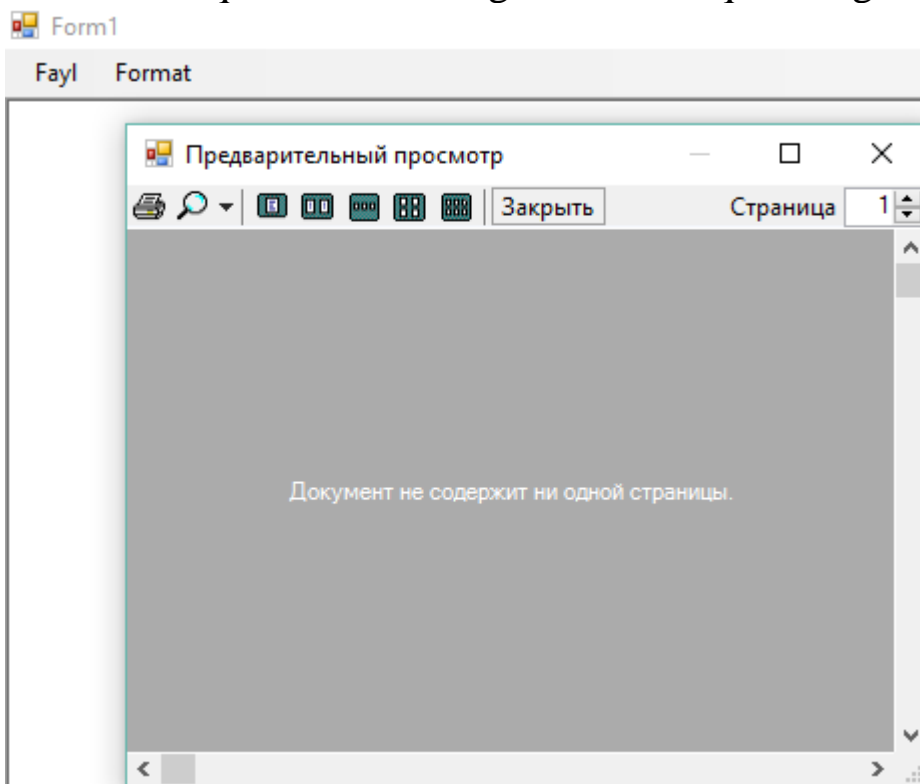 Form1
Fayl Format
Предварительный просмотр
Закрыть Страница 1
Документ не содержит ни одной страницы.